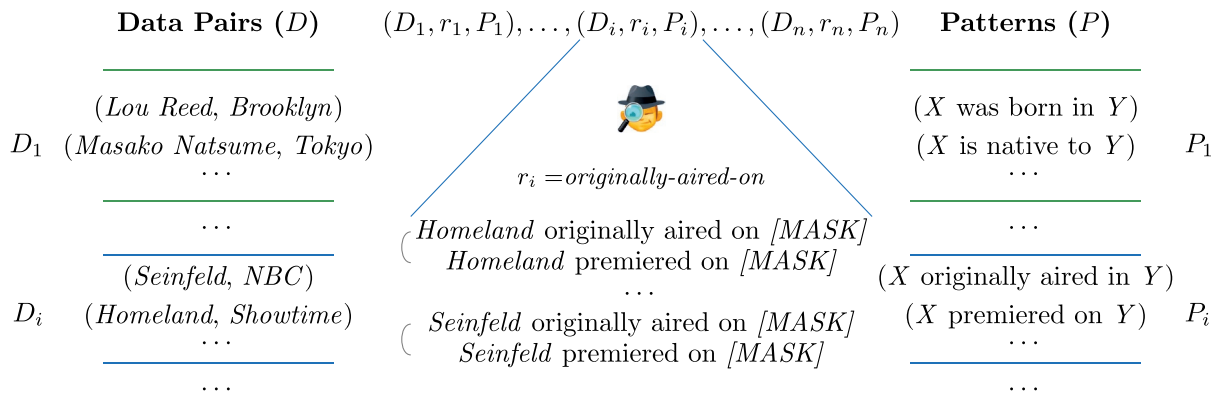 Data Pairs (D)
(Lou Reed, Brooklyn)
D₁ (Masako Natsume, Tokyo)
...
...
(Seinfeld, NBC)
Dᵢ (Homeland, Showtime)
...
...
(D₁, r₁, P₁), ..., (Dᵢ, rᵢ, Pᵢ), ..., (Dₙ, rₙ, Pₙ)
rᵢ =originally-aired-on
Homeland originally aired on [MASK]
Homeland premiered on [MASK]
...
Seinfeld originally aired on [MASK]
Seinfeld premiered on [MASK]
Patterns (P)
(X was born in Y)
(X is native to Y) P₁
...
...
(X originally aired in Y)
(X premiered on Y) Pᵢ
...
...